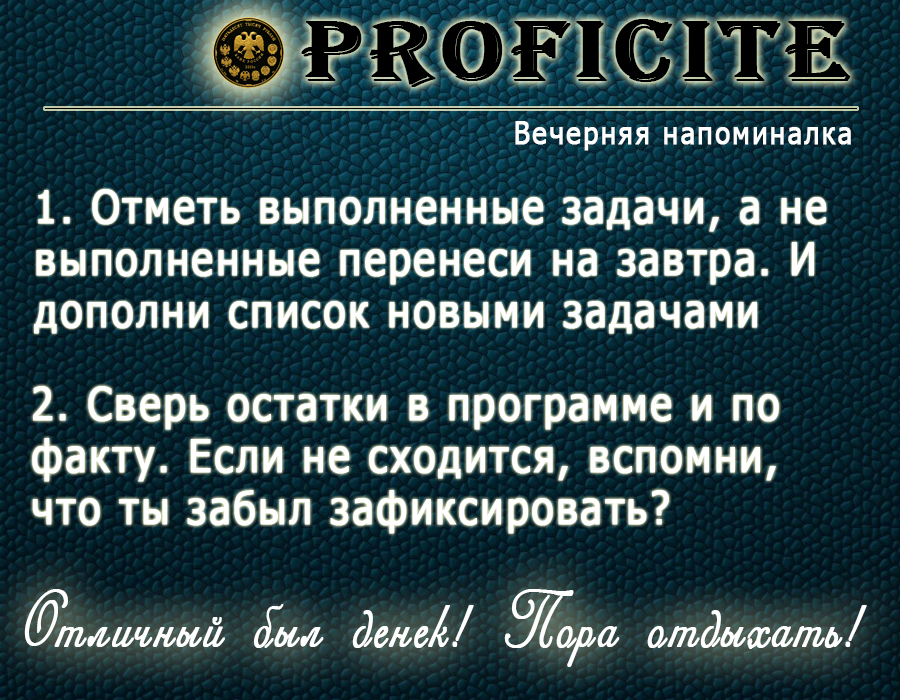 PROFICITE
Вечерняя напоминалка
1. Отметь выполненные задачи, а не
выполненные перенеси на завтра. И
дополни список новыми задачами
2. Сверь остатки в программе и по
факту. Если не сходится, вспомни,
что ты забыл зафиксировать?
Отличный был денек! Пора отдыхать!